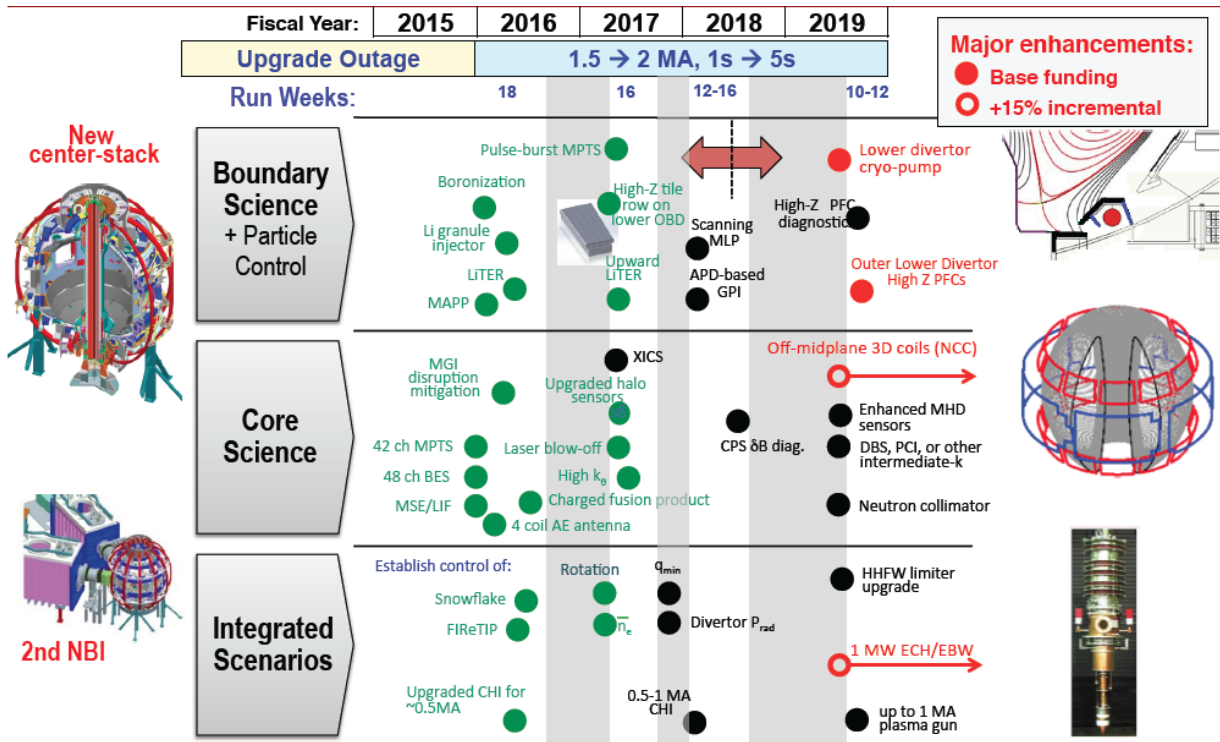 Fiscal Year: 2015 2016 2017 2018 2019
Upgrade Outage 1.5 → 2 MA, 1s → 5s
Run Weeks: 18 16 12-16 10-12
Major enhancements:
Base funding
+15% incremental
New
center-stack
2nd NBI
Boundary
Science
+ Particle
Control
Pulse-burst MPTS
Boronization
Li granule
injector
LiTER
MAPP
High-Z tile
row on
lower OBD
Upward
LiTER
Scanning
MLP
APD-based
GPI
Lower divertor
cryo-pump
High-Z PFC
diagnostics
Outer Lower Divertor
High Z PFCs
Core
Science
MGI
disruption
mitigation
42 ch MPTS
48 ch BES
MSE/LIF
XICS
Upgraded halo
sensors
Laser blow-off
High kθ
Charged fusion product
4 coil AE antenna
CPS δB diag.
Off-midplane 3D coils (NCC)
Enhanced MHD
sensors
DBS, PCI, or other
intermediate-k
Neutron collimator
Integrated
Scenarios
Establish control of:
Snowflake
FIReTIP
Upgraded CHI for
~0.5MA
Rotation
n̅e
qmin
Divertor Prad
0.5-1 MA
CHI
HHFW limiter
upgrade
1 MW ECH/EBW
up to 1 MA
plasma gun